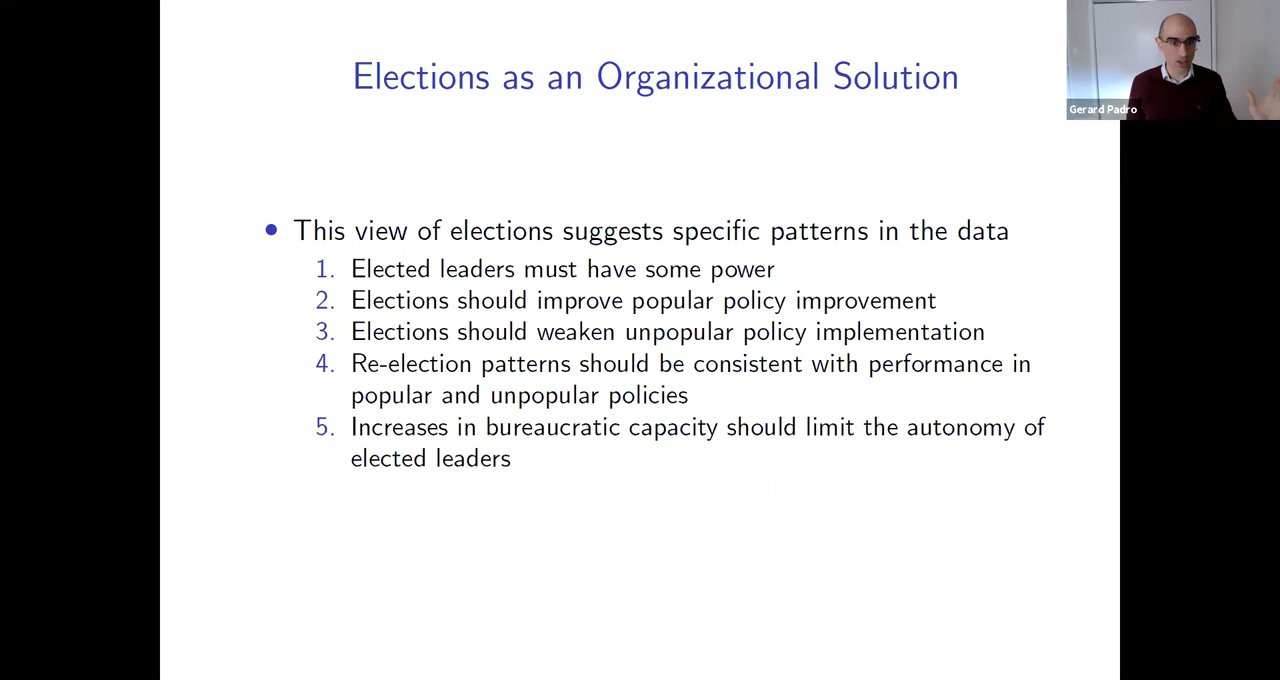 Elections as an Organizational Solution
Gerard Padro
• This view of elections suggests specific patterns in the data
1. Elected leaders must have some power
2. Elections should improve popular policy improvement
3. Elections should weaken unpopular policy implementation
4. Re-election patterns should be consistent with performance in
popular and unpopular policies
5. Increases in bureaucratic capacity should limit the autonomy of
elected leaders